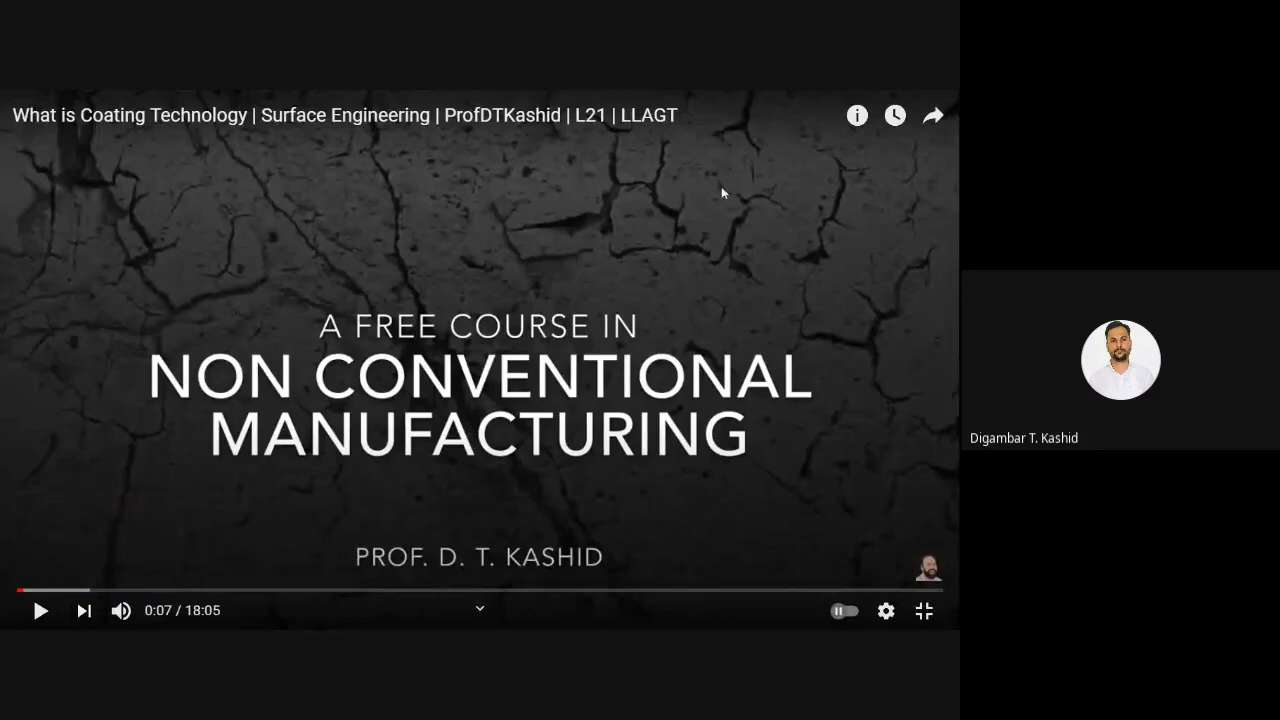 What is Coating Technology | Surface Engineering | ProfDTKashid | L21 | LLAGT
A FREE COURSE IN
NON CONVENTIONAL
MANUFACTURING
PROF. D. T. KASHID
0:07 / 18:05
Digambar T. Kashid